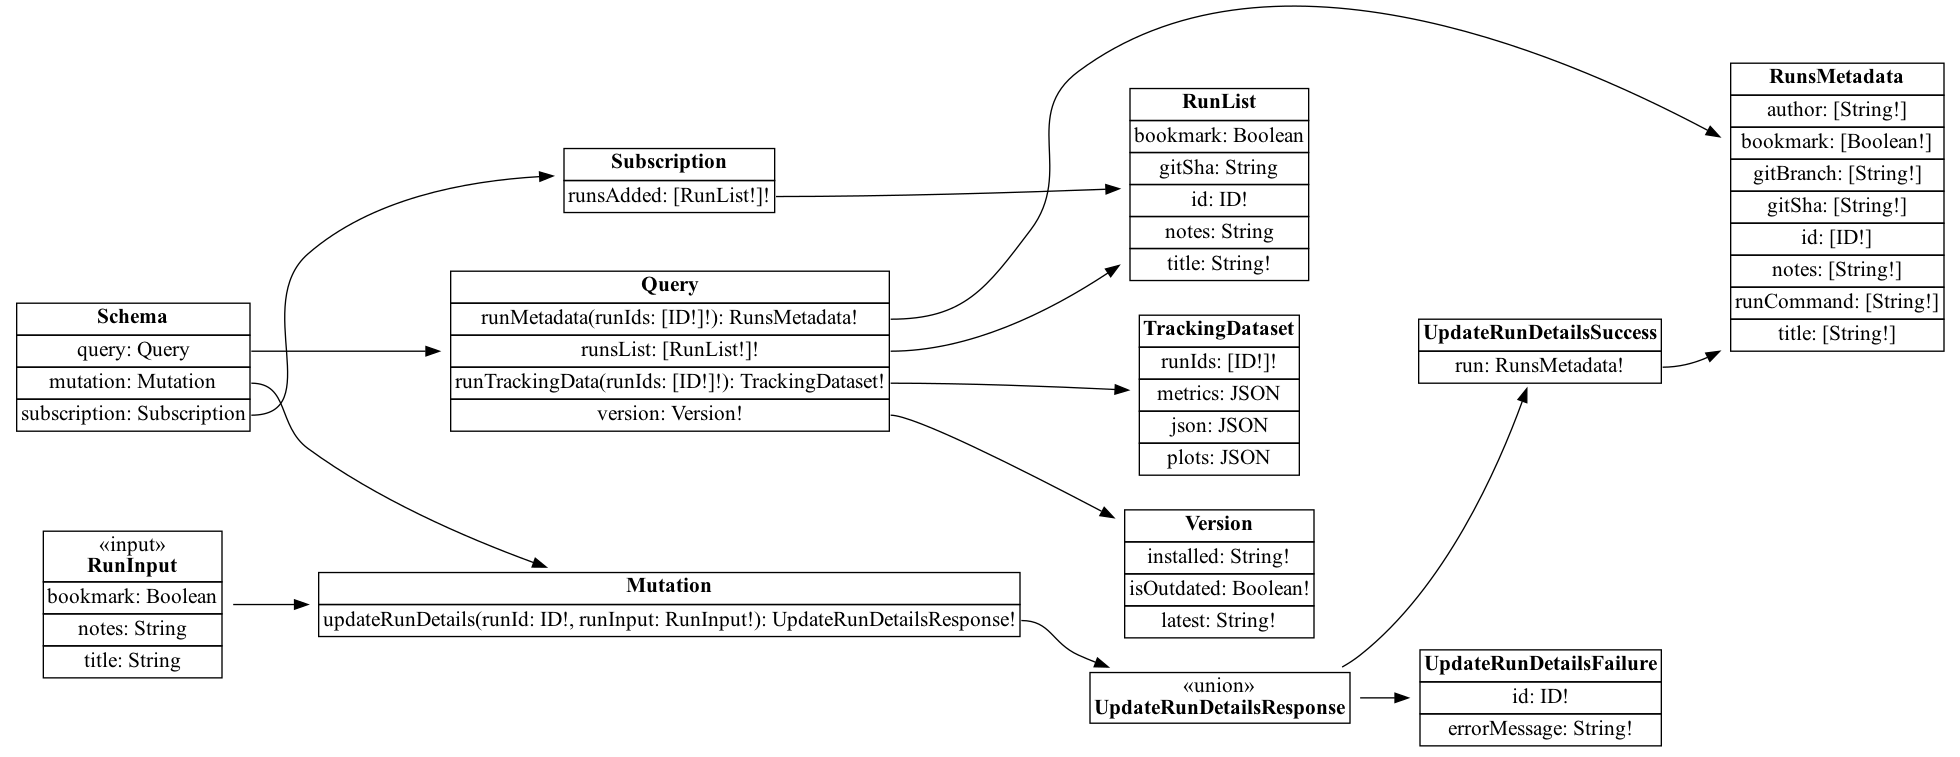 Schema
query: Query
mutation: Mutation
subscription: Subscription
«input»
RunInput
bookmark: Boolean
notes: String
title: String
Subscription
runsAdded: [RunList!]!
Query
runMetadata(runIds: [ID!]!): RunsMetadata!
runsList: [RunList!]!
runTrackingData(runIds: [ID!]!): TrackingDataset!
version: Version!
Mutation
updateRunDetails(runId: ID!, runInput: RunInput!): UpdateRunDetailsResponse!
RunList
bookmark: Boolean
gitSha: String
id: ID!
notes: String
title: String!
TrackingDataset
runIds: [ID!]!
metrics: JSON
json: JSON
plots: JSON
Version
installed: String!
isOutdated: Boolean!
latest: String!
«union»
UpdateRunDetailsResponse
UpdateRunDetailsSuccess
run: RunsMetadata!
UpdateRunDetailsFailure
id: ID!
errorMessage: String!
RunsMetadata
author: [String!]
bookmark: [Boolean!]
gitBranch: [String!]
gitSha: [String!]
id: [ID!]
notes: [String!]
runCommand: [String!]
title: [String!]